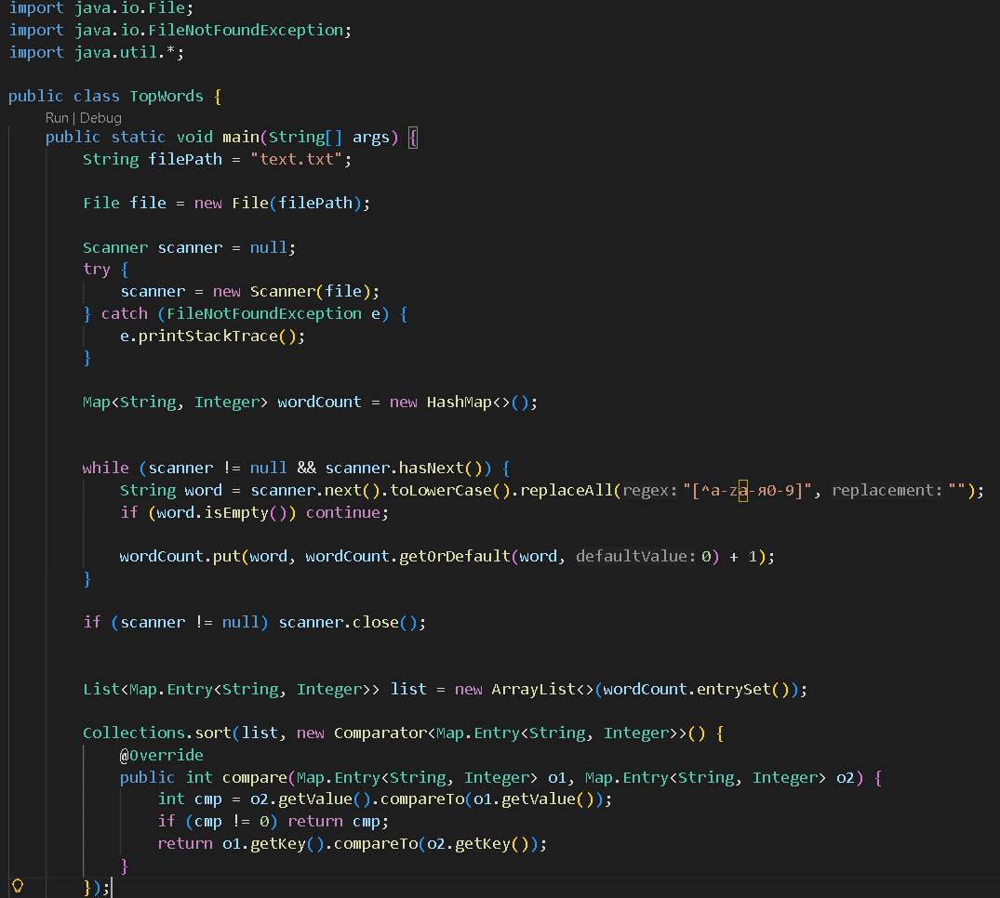 import java.io.File;
import java.io.FileNotFoundException;
import java.util.*;
public class TopWords {
Run | Debug
public static void main(String[] args) {
String filePath = "text.txt";
File file = new File(filePath);
Scanner scanner = null;
try {
scanner = new Scanner(file);
} catch (FileNotFoundException e) {
e.printStackTrace();
}
Map<String, Integer> wordCount = new HashMap<>();
while (scanner != null && scanner.hasNext()) {
String word = scanner.next().toLowerCase().replaceAll(regex: "[^a-zа-я0-9]", replacement: "");
if (word.isEmpty()) continue;
wordCount.put(word, wordCount.getOrDefault(word, defaultValue: 0) + 1);
}
if (scanner != null) scanner.close();
List<Map.Entry<String, Integer>> list = new ArrayList<>(wordCount.entrySet());
Collections.sort(list, new Comparator<Map.Entry<String, Integer>>() {
@Override
public int compare(Map.Entry<String, Integer> o1, Map.Entry<String, Integer> o2) {
int cmp = o2.getValue().compareTo(o1.getValue());
if (cmp != 0) return cmp;
return o1.getKey().compareTo(o2.getKey());
}
});